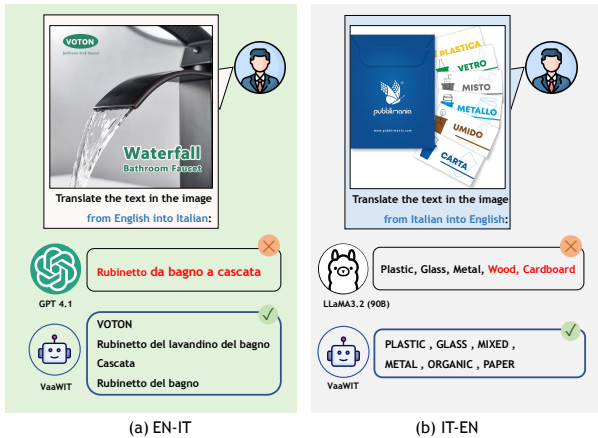 VOTON
Bathroom And Faucet
Waterfall
Bathroom Faucet
Translate the text in the image
from English into Italian:
GPT 4.1
Rubinetto da bagno a cascata
VaaWIT
VOTON
Rubinetto del lavandino del bagno
Cascata
Rubinetto del bagno
(a) EN-IT
PLASTICA
VETRO
MISTO
METALLO
UMIDO
CARTA
pubblimania
www.pubblimania.com
Translate the text in the image
from Italian into English:
LLaMA3.2 (90B)
Plastic, Glass, Metal, Wood, Cardboard
VaaWIT
PLASTIC , GLASS , MIXED ,
METAL , ORGANIC , PAPER
(b) IT-EN